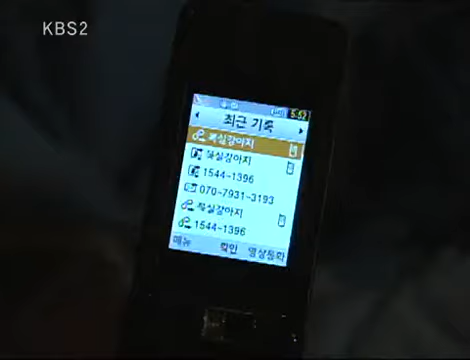 KBS2
5:52
최근 기록
복실강아지
복실강아지
1544-1396
070-7931-3193
복실강아지
1544-1396
메뉴
확인
영상통화